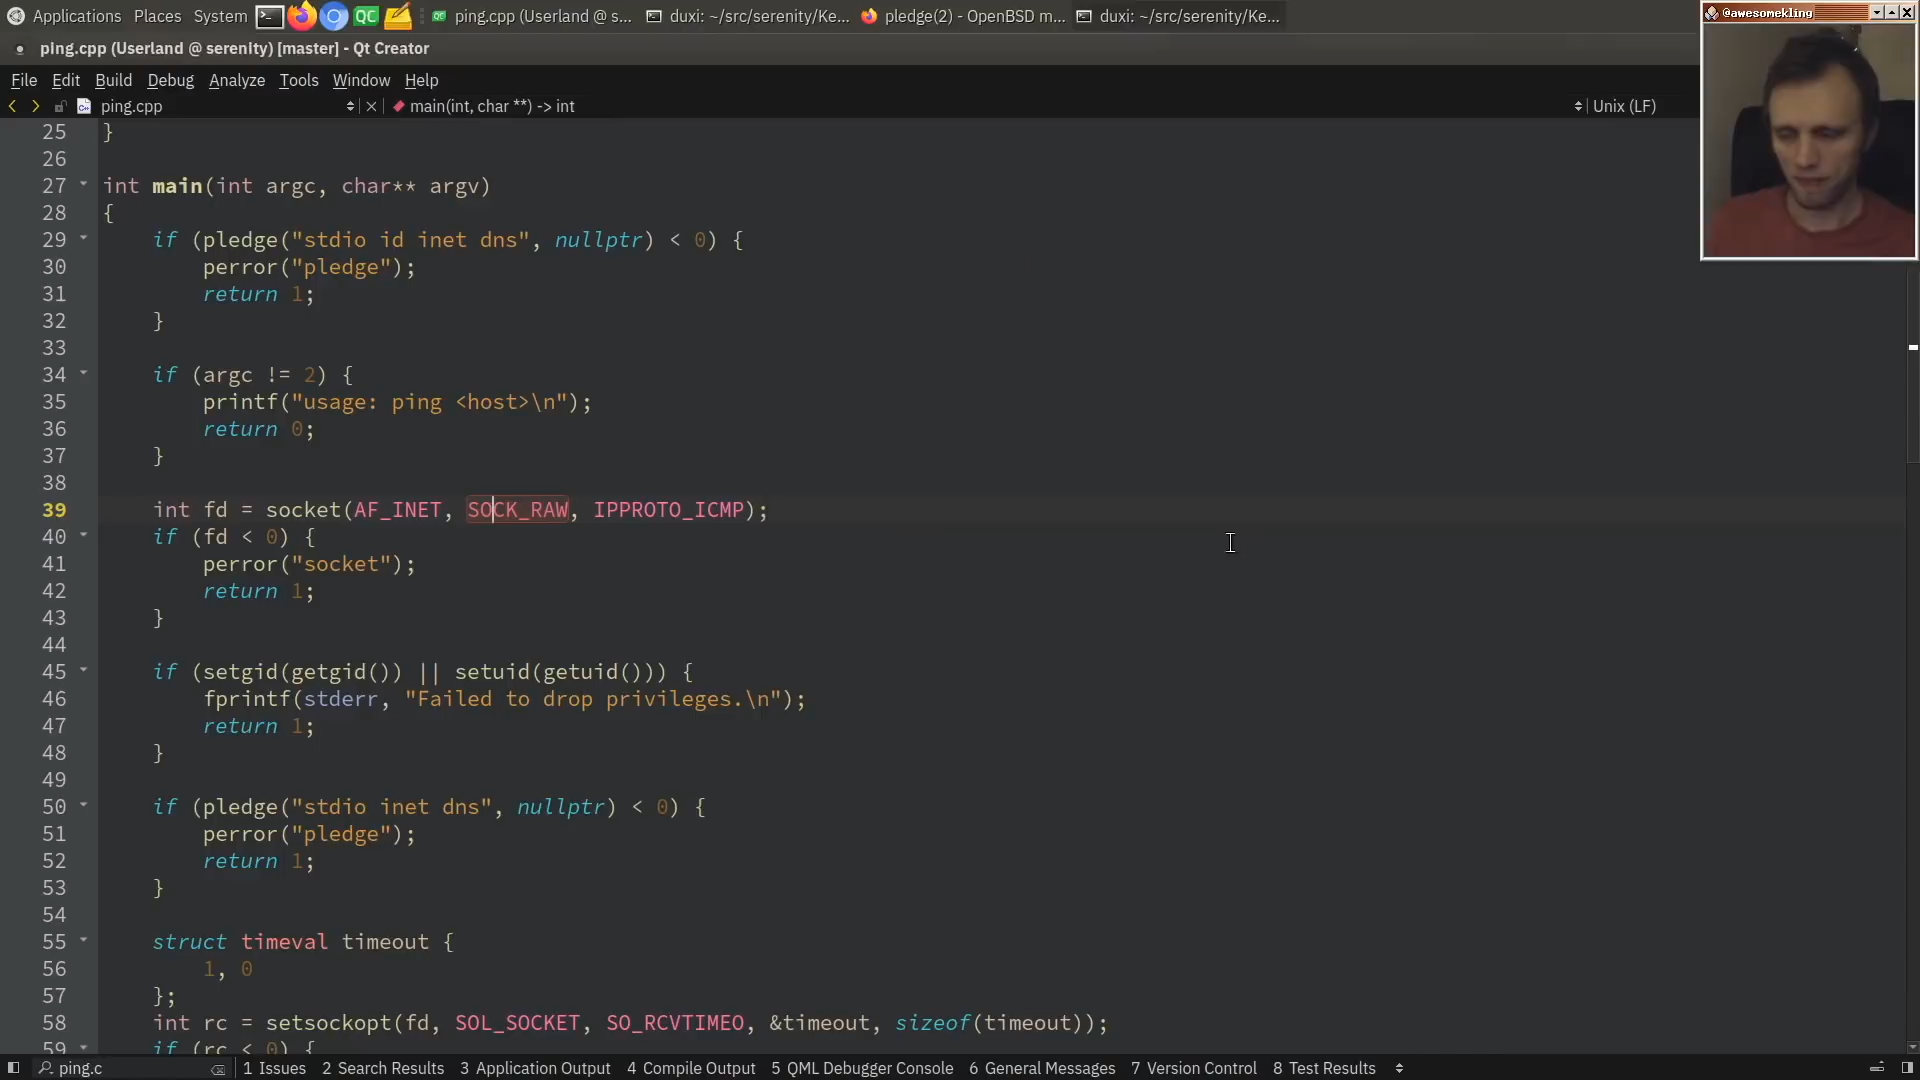 Applications Places System ping.cpp (Userland @ s... duxi: ~/src/serenity/Ke... pledge(2) - OpenBSD m... duxi: ~/src/serenity/Ke...
@awesomekling
ping.cpp (Userland @ serenity) [master] - Qt Creator
File Edit Build Debug Analyze Tools Window Help
ping.cpp main(int, char **) -> int Unix (LF)
25 }
26
27 int main(int argc, char** argv)
28 {
29 if (pledge("stdio id inet dns", nullptr) < 0) {
30 perror("pledge");
31 return 1;
32 }
33
34 if (argc != 2) {
35 printf("usage: ping <host>\n");
36 return 0;
37 }
38
39 int fd = socket(AF_INET, SOCK_RAW, IPPROTO_ICMP);
40 if (fd < 0) {
41 perror("socket");
42 return 1;
43 }
44
45 if (setgid(getgid()) || setuid(getuid())) {
46 fprintf(stderr, "Failed to drop privileges.\n");
47 return 1;
48 }
49
50 if (pledge("stdio inet dns", nullptr) < 0) {
51 perror("pledge");
52 return 1;
53 }
54
55 struct timeval timeout {
56 1, 0
57 };
58 int rc = setsockopt(fd, SOL_SOCKET, SO_RCVTIMEO, &timeout, sizeof(timeout));
59 if (rc < 0) {
ping.c 1 Issues 2 Search Results 3 Application Output 4 Compile Output 5 QML Debugger Console 6 General Messages 7 Version Control 8 Test Results